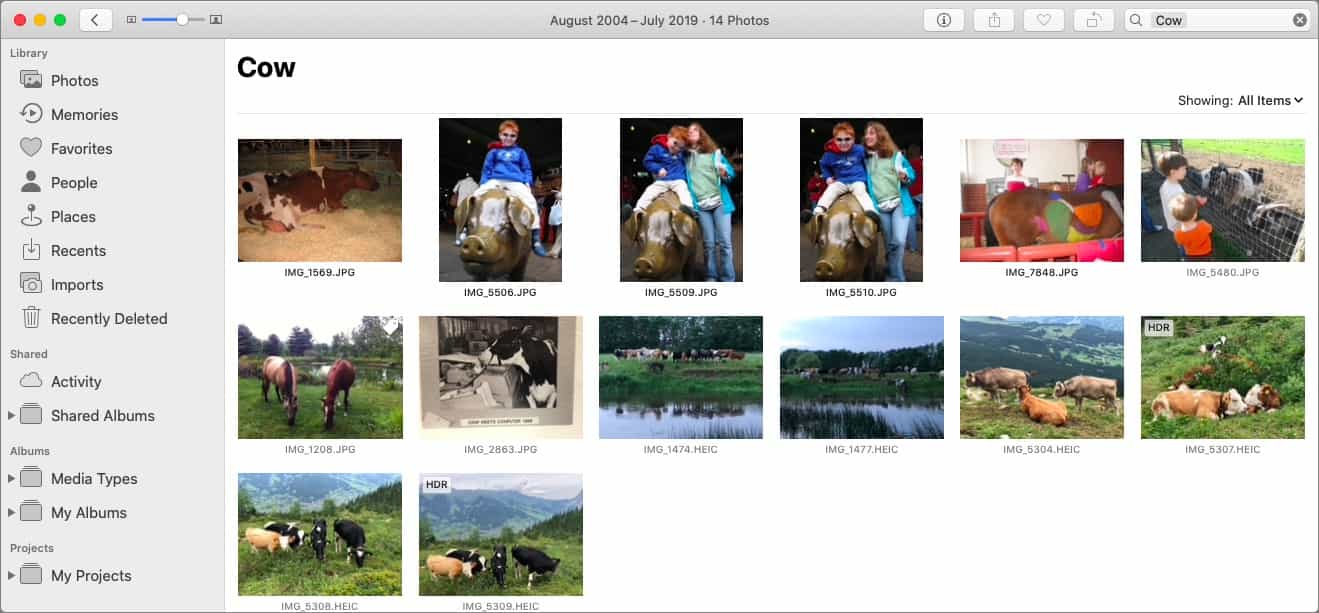 August 2004 – July 2019 · 14 Photos
Cow
Library
Photos
Memories
Favorites
People
Places
Recents
Imports
Recently Deleted
Shared
Activity
Shared Albums
Albums
Media Types
My Albums
Projects
My Projects
Cow
Showing: All Items
IMG_1569.JPG
IMG_5506.JPG
IMG_5509.JPG
IMG_5510.JPG
IMG_7848.JPG
IMG_5480.JPG
IMG_1208.JPG
COW MEETS COMPUTER
IMG_2863.JPG
IMG_1474.HEIC
IMG_1477.HEIC
IMG_5304.HEIC
HDR
IMG_5307.HEIC
IMG_5308.HEIC
HDR
IMG_5309.HEIC